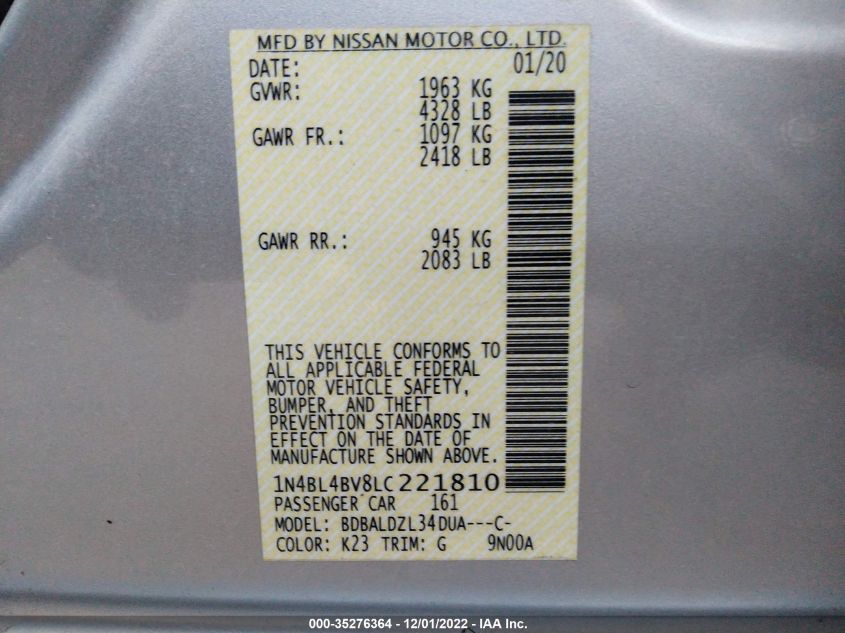 MFD BY NISSAN MOTOR CO., LTD.
DATE: 01/20
GVWR: 1963 KG
4328 LB
GAWR FR.: 1097 KG
2418 LB
GAWR RR.: 945 KG
2083 LB
THIS VEHICLE CONFORMS TO
ALL APPLICABLE FEDERAL
MOTOR VEHICLE SAFETY,
BUMPER, AND THEFT
PREVENTION STANDARDS IN
EFFECT ON THE DATE OF
MANUFACTURE SHOWN ABOVE.
1N4BL4BV8LC221810
PASSENGER CAR 161
MODEL: BDBALDZL34DUA---C-
COLOR: K23 TRIM: G 9N00A
000-35276364 - 12/01/2022 - IAA Inc.